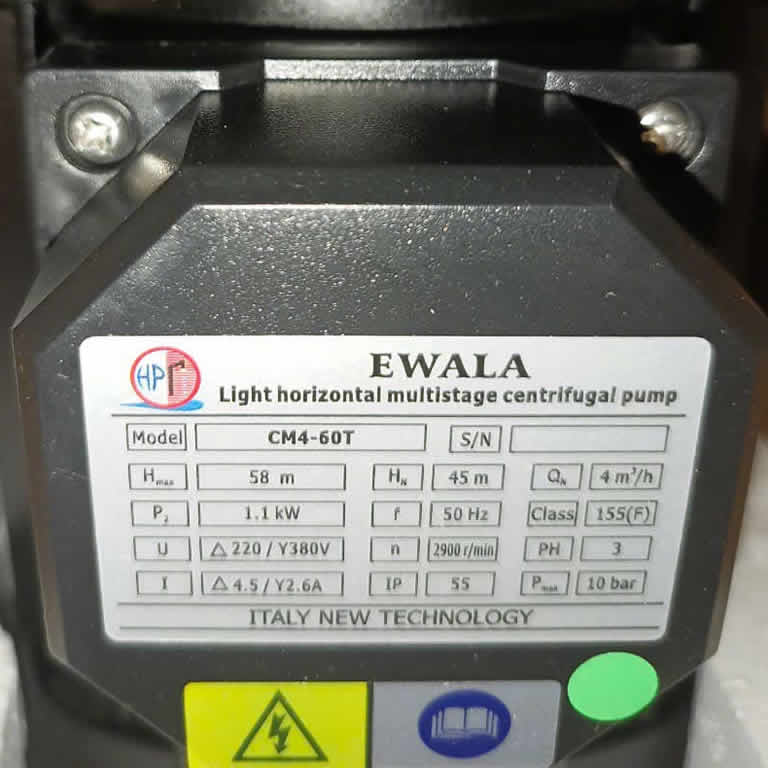 HP
EWALA
Light horizontal multistage centrifugal pump
Model CM4-60T S/N
Hmax 58 m HN 45 m QN 4 m³/h
P₂ 1.1 kW f 50 Hz Class 155(F)
U △ 220 / Y380V n 2900 r/min PH 3
I △ 4.5 / Y2.6A IP 55 Pmax 10 bar
ITALY NEW TECHNOLOGY